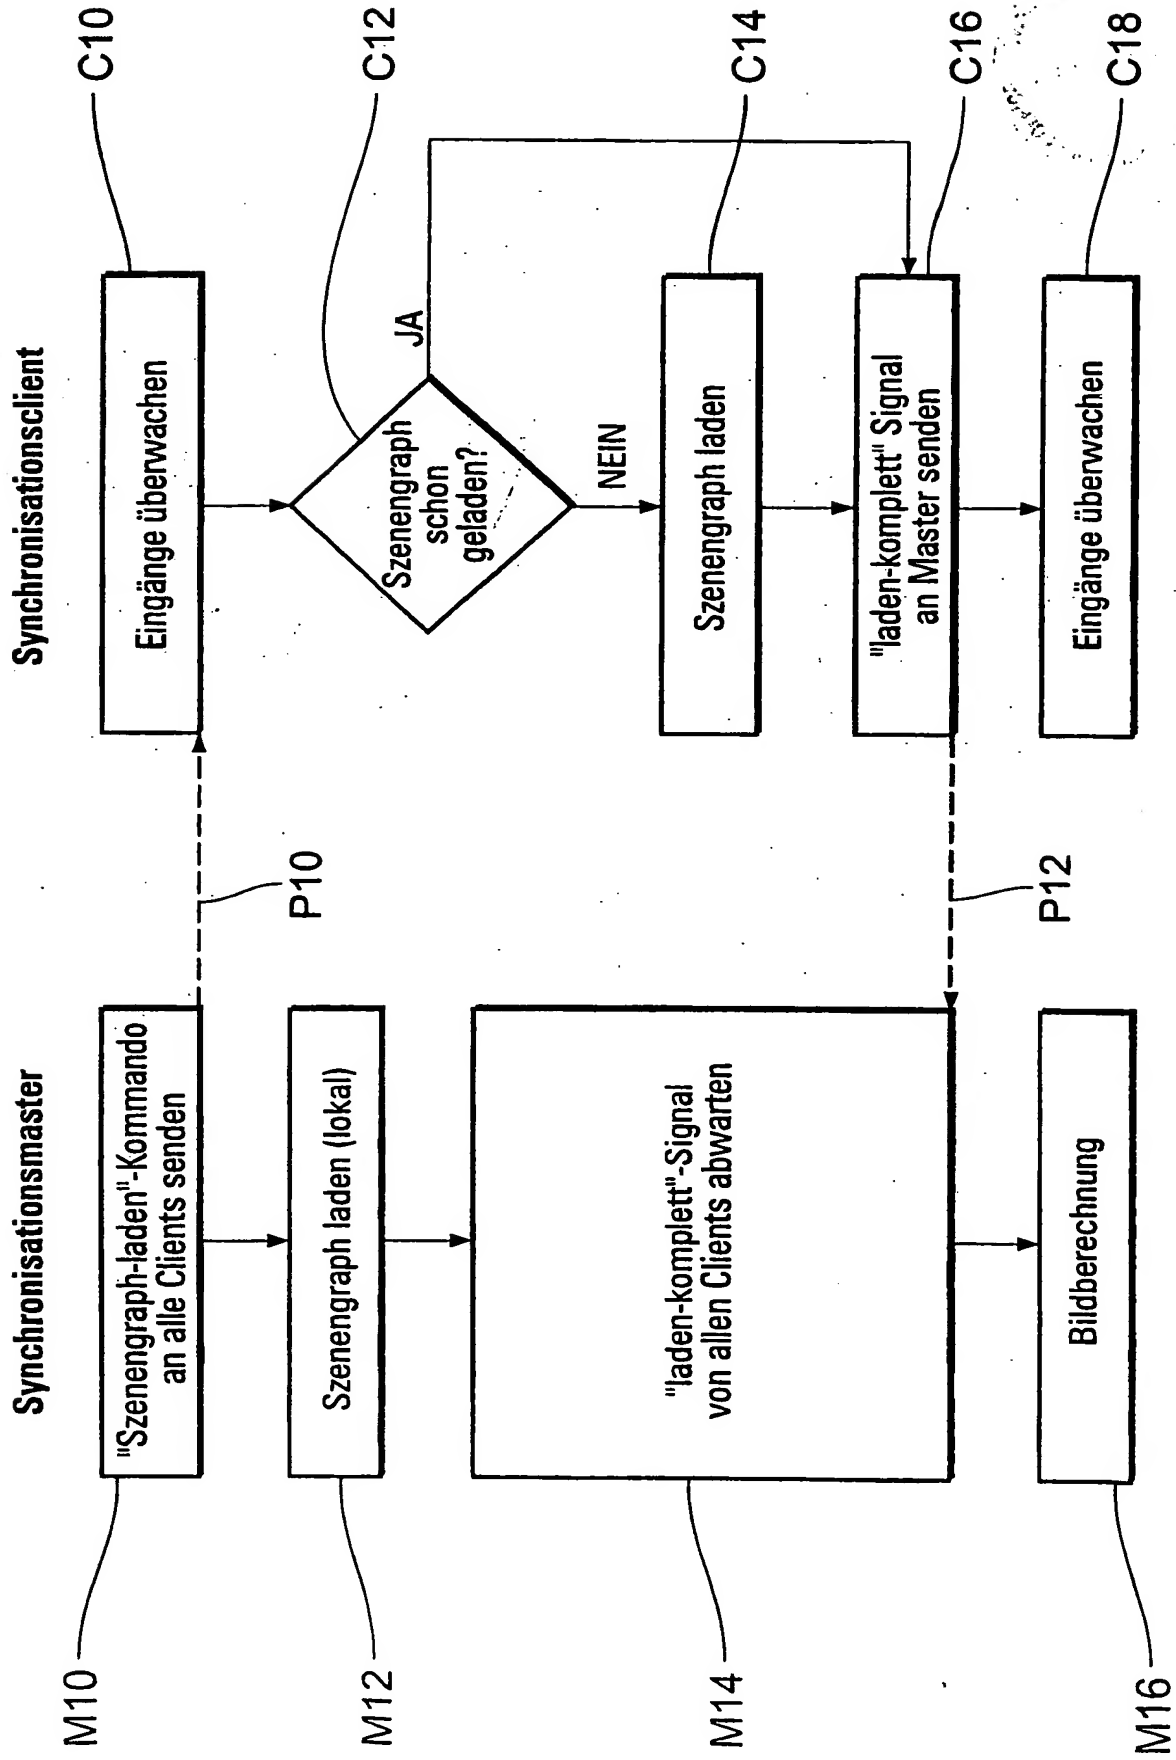 Synchronisationsmaster
Synchronisationsclient
M10
"Szenengraph-laden"-Kommando
an alle Clients senden
P10
Eingänge überwachen
C10
M12
Szenengraph laden (lokal)
Szenengraph
schon
geladen?
JA
C12
NEIN
M14
"laden-komplett"-Signal
von allen Clients abwarten
Szenengraph laden
C14
P12
"laden-komplett" Signal
an Master senden
C16
M16
Bildberechnung
Eingänge überwachen
C18